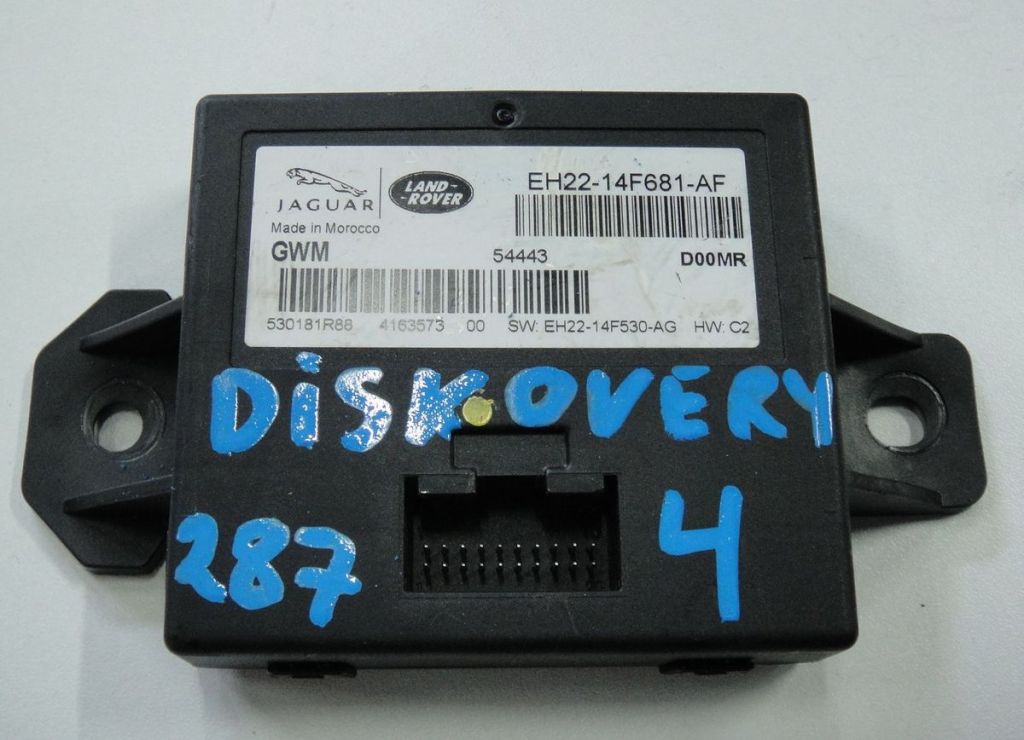 JAGUAR
LAND-
-ROVER
EH22-14F681-AF
Made in Morocco
GWM 54443 D00MR
530181R88 4163573 00 SW: EH22-14F530-AG HW: C2
DiSKOVERY
287 4